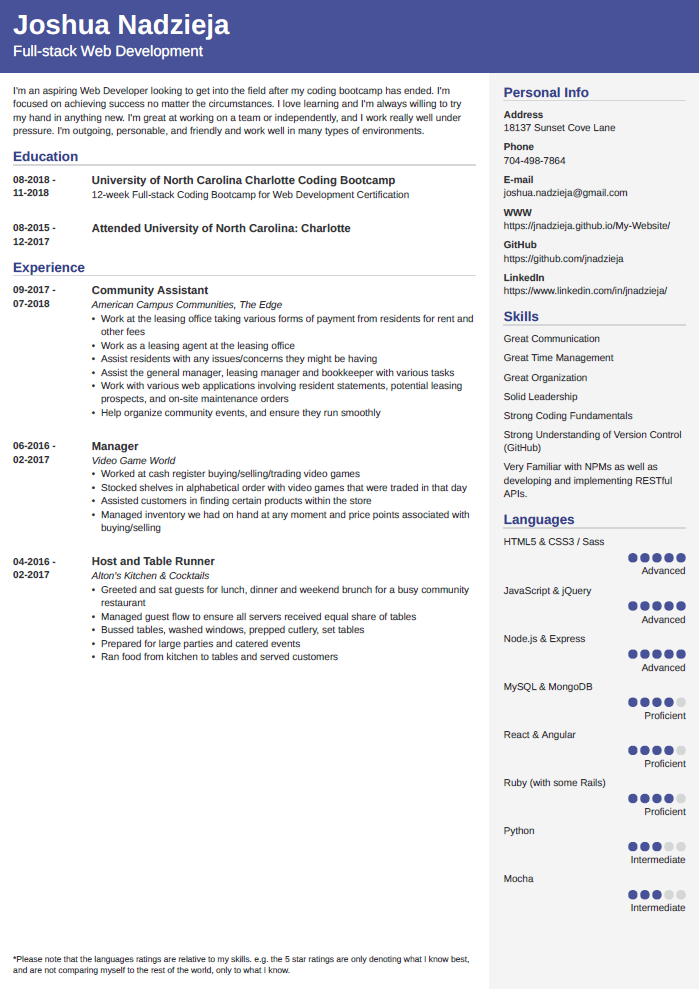 Joshua Nadzieja
Full-stack Web Development
I'm an aspiring Web Developer looking to get into the field after my coding bootcamp has ended. I'm
focused on achieving success no matter the circumstances. I love learning and I'm always willing to try
my hand in anything new. I'm great at working on a team or independently, and I work really well under
pressure. I'm outgoing, personable, and friendly and work well in many types of environments.
Education
08-2018 -
11-2018
University of North Carolina Charlotte Coding Bootcamp
12-week Full-stack Coding Bootcamp for Web Development Certification
08-2015 -
12-2017
Attended University of North Carolina: Charlotte
Experience
09-2017 -
07-2018
Community Assistant
American Campus Communities, The Edge
• Work at the leasing office taking various forms of payment from residents for rent and
other fees
• Work as a leasing agent at the leasing office
• Assist residents with any issues/concerns they might be having
• Assist the general manager, leasing manager and bookkeeper with various tasks
• Work with various web applications involving resident statements, potential leasing
prospects, and on-site maintenance orders
• Help organize community events, and ensure they run smoothly
06-2016 -
02-2017
Manager
Video Game World
• Worked at cash register buying/selling/trading video games
• Stocked shelves in alphabetical order with video games that were traded in that day
• Assisted customers in finding certain products within the store
• Managed inventory we had on hand at any moment and price points associated with
buying/selling
04-2016 -
02-2017
Host and Table Runner
Alton's Kitchen & Cocktails
• Greeted and sat guests for lunch, dinner and weekend brunch for a busy community
restaurant
• Managed guest flow to ensure all servers received equal share of tables
• Bussed tables, washed windows, prepped cutlery, set tables
• Prepared for large parties and catered events
• Ran food from kitchen to tables and served customers
*Please note that the languages ratings are relative to my skills. e.g. the 5 star ratings are only denoting what I know best,
and are not comparing myself to the rest of the world, only to what I know.
Personal Info
Address
18137 Sunset Cove Lane
Phone
704-498-7864
E-mail
joshua.nadzieja@gmail.com
WWW
https://jnadzieja.github.io/My-Website/
GitHub
https://github.com/jnadzieja
LinkedIn
https://www.linkedin.com/in/jnadzieja/
Skills
Great Communication
Great Time Management
Great Organization
Solid Leadership
Strong Coding Fundamentals
Strong Understanding of Version Control
(GitHub)
Very Familiar with NPMs as well as
developing and implementing RESTful
APIs.
Languages
HTML5 & CSS3 / Sass
Advanced
JavaScript & jQuery
Advanced
Node.js & Express
Advanced
MySQL & MongoDB
Proficient
React & Angular
Proficient
Ruby (with some Rails)
Proficient
Python
Intermediate
Mocha
Intermediate